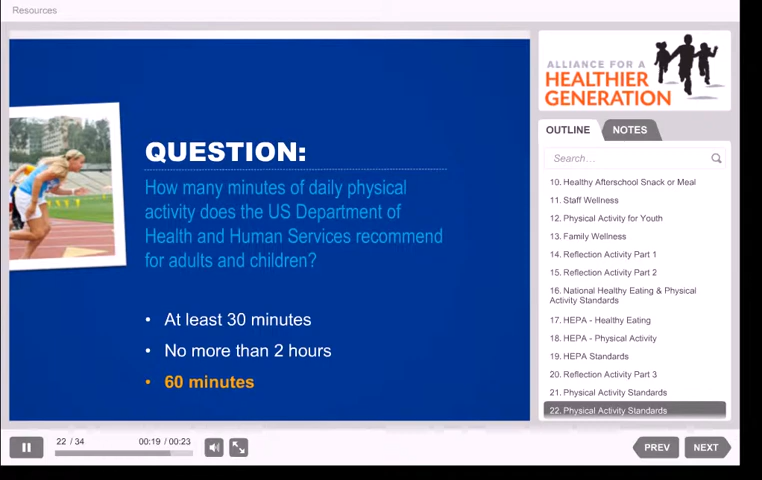 Resources
QUESTION:
How many minutes of daily physical
activity does the US Department of
Health and Human Services recommend
for adults and children?
• At least 30 minutes
• No more than 2 hours
• 60 minutes
ALLIANCE FOR A
HEALTHIER
GENERATION
OUTLINE
NOTES
Search...
10. Healthy Afterschool Snack or Meal
11. Staff Wellness
12. Physical Activity for Youth
13. Family Wellness
14. Reflection Activity Part 1
15. Reflection Activity Part 2
16. National Healthy Eating & Physical
Activity Standards
17. HEPA - Healthy Eating
18. HEPA - Physical Activity
19. HEPA Standards
20. Reflection Activity Part 3
21. Physical Activity Standards
22. Physical Activity Standards
22 / 34
00:19 / 00:23
PREV
NEXT